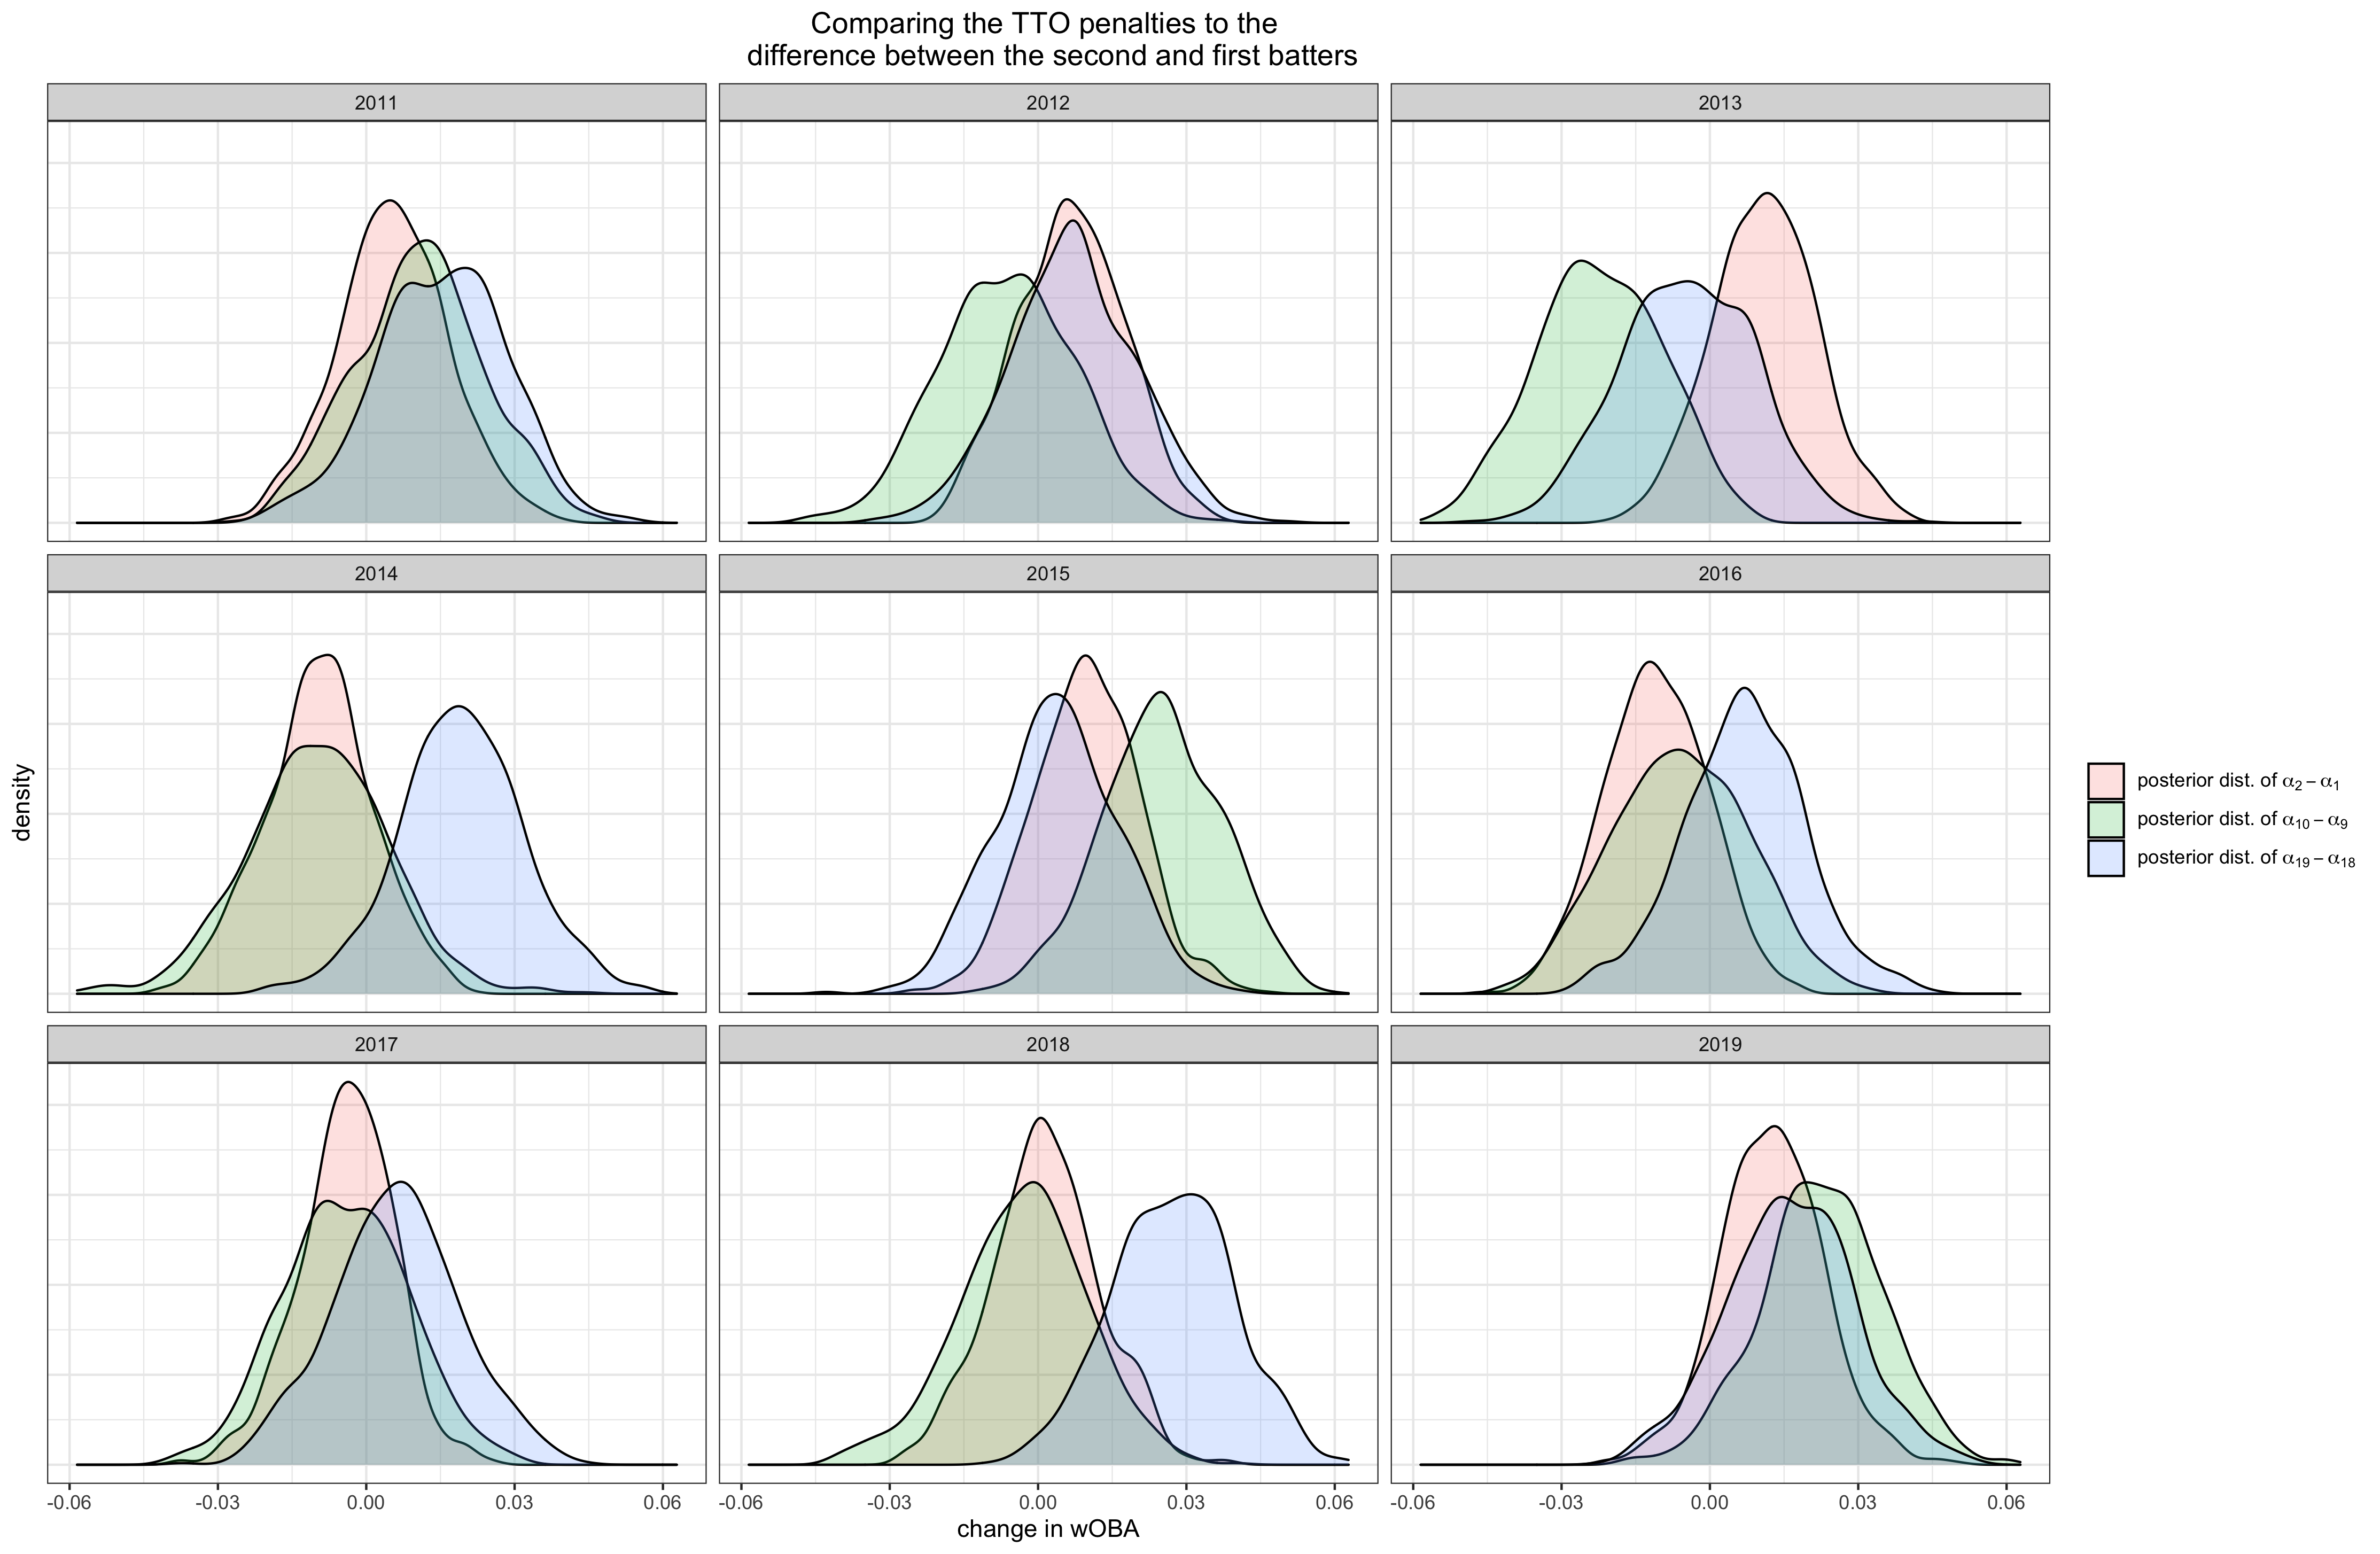 Comparing the TTO penalties to the
difference between the second and first batters
2011
2012
2013
2014
2015
2016
2017
2018
2019
density
-0.06 -0.03 0.00 0.03 0.06
-0.06 -0.03 0.00 0.03 0.06
-0.06 -0.03 0.00 0.03 0.06
change in wOBA
posterior dist. of α₂ – α₁
posterior dist. of α₁₀ – α₉
posterior dist. of α₁₉ – α₁₈